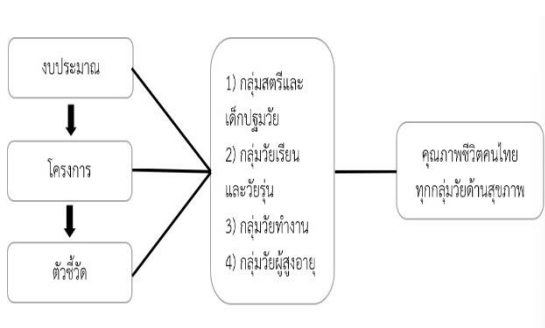 งบประมาณ
โครงการ
ตัวชี้วัด
1) กลุ่มสตรีและ
เด็กปฐมวัย
2) กลุ่มวัยเรียน
และวัยรุ่น
3) กลุ่มวัยทำงาน
4) กลุ่มวัยผู้สูงอายุ
คุณภาพชีวิตคนไทย
ทุกกลุ่มวัยด้านสุขภาพ